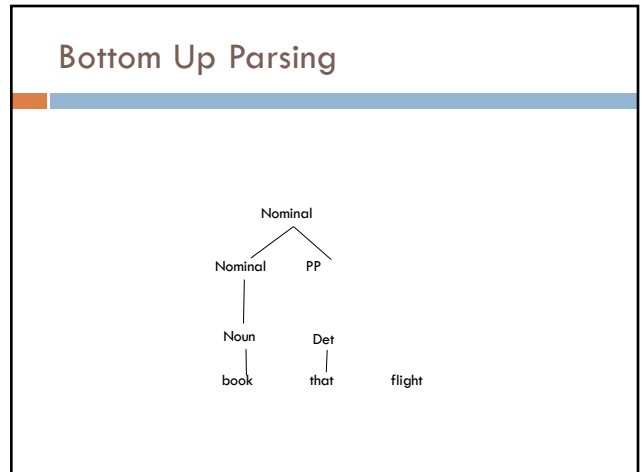 Bottom Up Parsing
Nominal
Nominal PP
Noun Det
book that flight